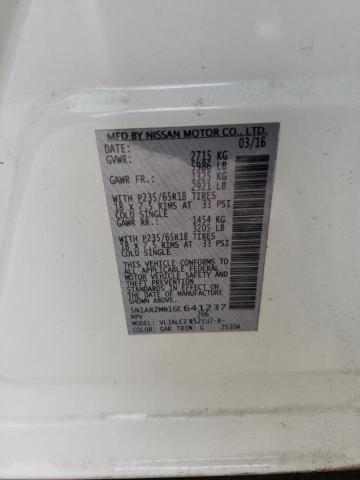 MFD BY NISSAN MOTOR CO., LTD.
DATE: 03/16
GVWR: 2715 KG
5986 LB
GAWR FR.: 1325 KG
2921 LB
WITH P235/65R18 TIRES
18 X 7.5 RIMS AT 33 PSI
COLD SINGLE
GAWR RR.: 1454 KG
3205 LB
WITH P235/65R18 TIRES
18 X 7.5 RIMS AT 33 PSI
COLD SINGLE
THIS VEHICLE CONFORMS TO ALL
APPLICABLE FEDERAL
MOTOR VEHICLE SAFETY AND
THEFT PREVENTION
STANDARDS IN EFFECT ON THE
DATE OF MANUFACTURE
SHOWN ABOVE.
5N1AR2MN1GC641237
MPV 206
MODEL:
COLOR: QAK TRIM: G